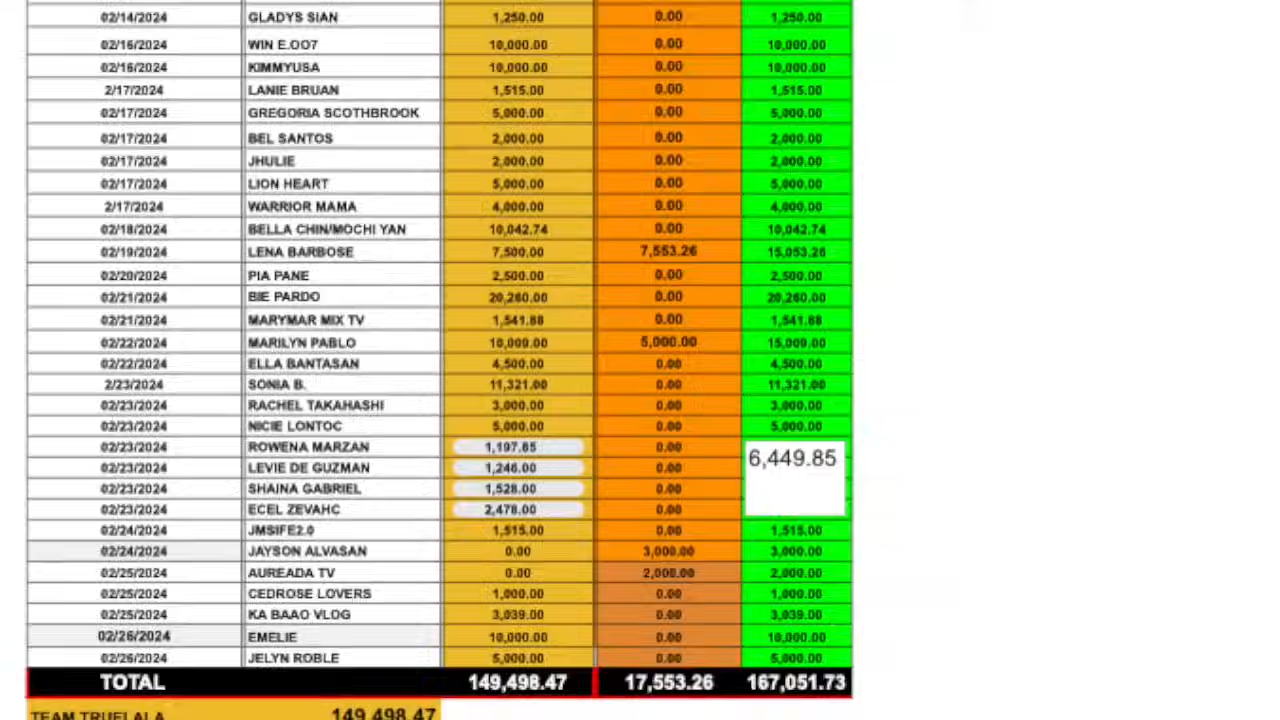 02/14/2024 GLADYS SIAN 1,250.00 0.00 1,250.00
02/16/2024 WIN E.OO7 10,000.00 0.00 10,000.00
02/16/2024 KIMMYUSA 10,000.00 0.00 10,000.00
2/17/2024 LANIE BRUAN 1,515.00 0.00 1,515.00
02/17/2024 GREGORIA SCOTHBROOK 5,000.00 0.00 5,000.00
02/17/2024 BEL SANTOS 2,000.00 0.00 2,000.00
02/17/2024 JHULIE 2,000.00 0.00 2,000.00
02/17/2024 LION HEART 5,000.00 0.00 5,000.00
2/17/2024 WARRIOR MAMA 4,000.00 0.00 4,000.00
02/18/2024 BELLA CHIN/MOCHI YAN 10,042.74 0.00 10,042.74
02/19/2024 LENA BARBOSE 7,500.00 7,553.26 15,053.26
02/20/2024 PIA PANE 2,500.00 0.00 2,500.00
02/21/2024 BIE PARDO 20,260.00 0.00 20,260.00
02/21/2024 MARYMAR MIX TV 1,541.88 0.00 1,541.88
02/22/2024 MARILYN PABLO 10,009.00 5,000.00 15,009.00
02/22/2024 ELLA BANTASAN 4,500.00 0.00 4,500.00
2/23/2024 SONIA B. 11,321.00 0.00 11,321.00
02/23/2024 RACHEL TAKAHASHI 3,000.00 0.00 3,000.00
02/23/2024 NICIE LONTOC 5,000.00 0.00 5,000.00
02/23/2024 ROWENA MARZAN 1,197.85 0.00 6,449.85
02/23/2024 LEVIE DE GUZMAN 1,246.00 0.00
02/23/2024 SHAINA GABRIEL 1,528.00 0.00
02/23/2024 ECEL ZEVAHC 2,478.00 0.00
02/24/2024 JMSIFE2.0 1,515.00 0.00 1,515.00
02/24/2024 JAYSON ALVASAN 0.00 3,000.00 3,000.00
02/25/2024 AUREADA TV 0.00 2,000.00 2,000.00
02/25/2024 CEDROSE LOVERS 1,000.00 0.00 1,000.00
02/25/2024 KA BAAO VLOG 3,039.00 0.00 3,039.00
02/26/2024 EMELIE 10,000.00 0.00 10,000.00
02/26/2024 JELYN ROBLE 5,000.00 0.00 5,000.00
TOTAL 149,498.47 17,553.26 167,051.73
TEAM TRUELALA 149,498.47